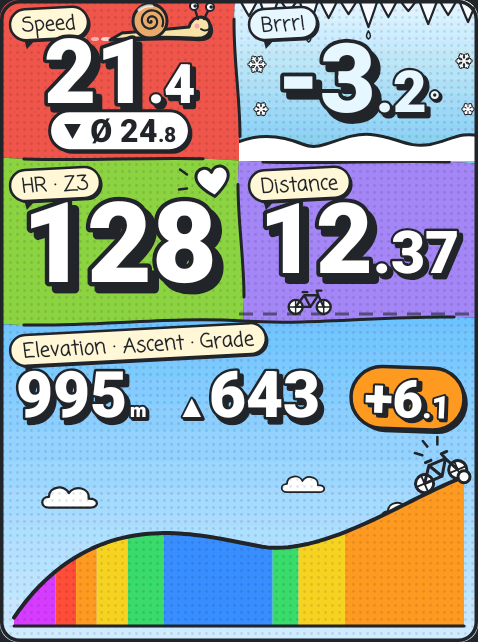 Speed
21.4
▼ Ø 24.8
Brrr!
-3.2°
HR · Z3
128
Distance
12.37
Elevation · Ascent · Grade
995m △643 +6.1